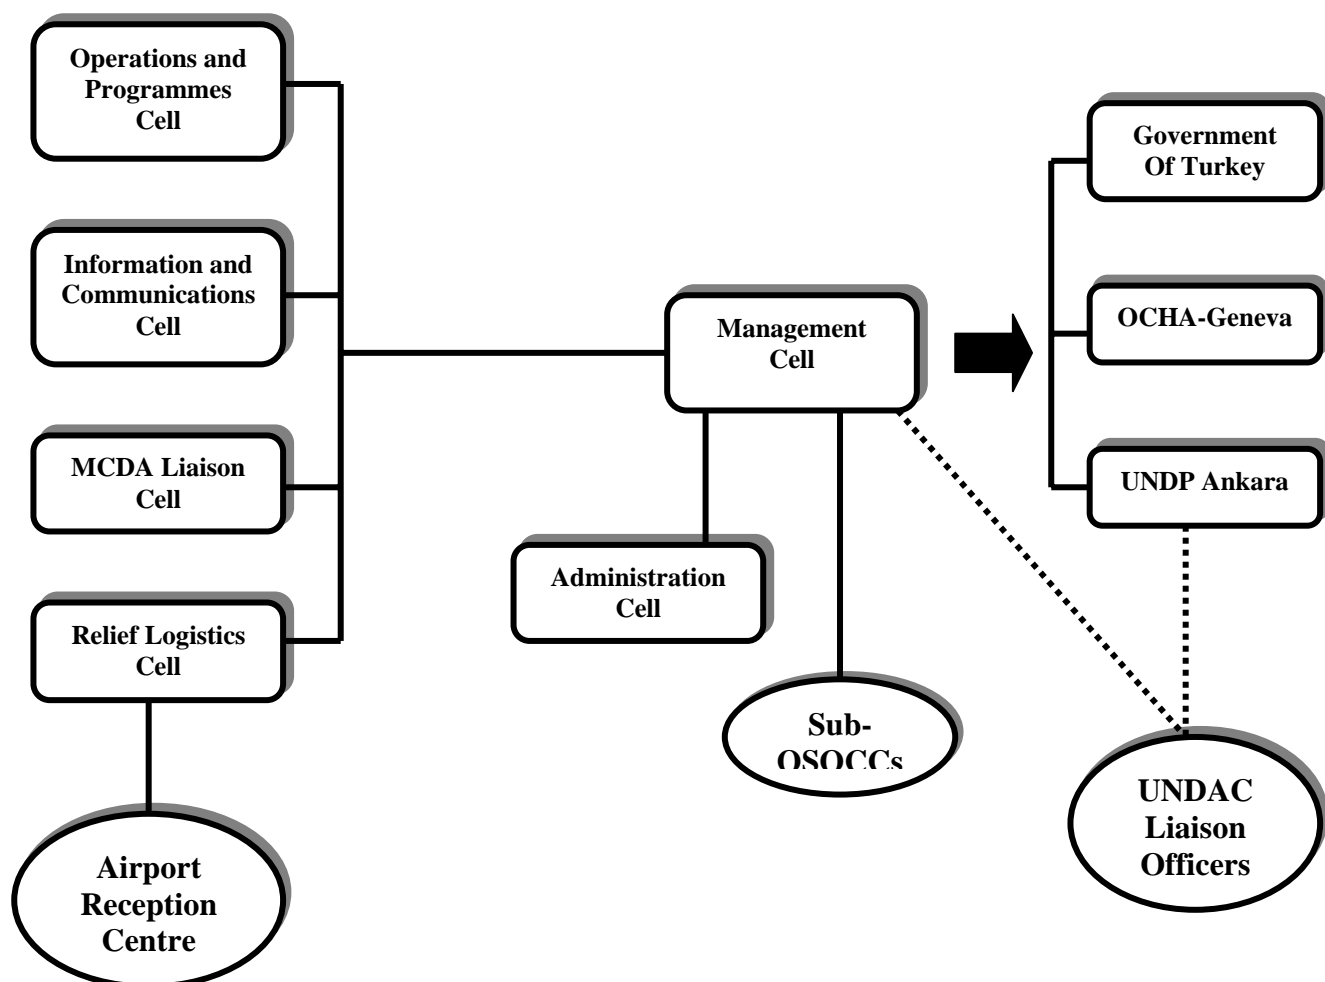 Operations and
Programmes
Cell
Information and
Communications
Cell
MCDA Liaison
Cell
Relief Logistics
Cell
Airport
Reception
Centre
Management
Cell
Administration
Cell
Sub-
OSOCCs
Government
Of Turkey
OCHA-Geneva
UNDP Ankara
UNDAC
Liaison
Officers